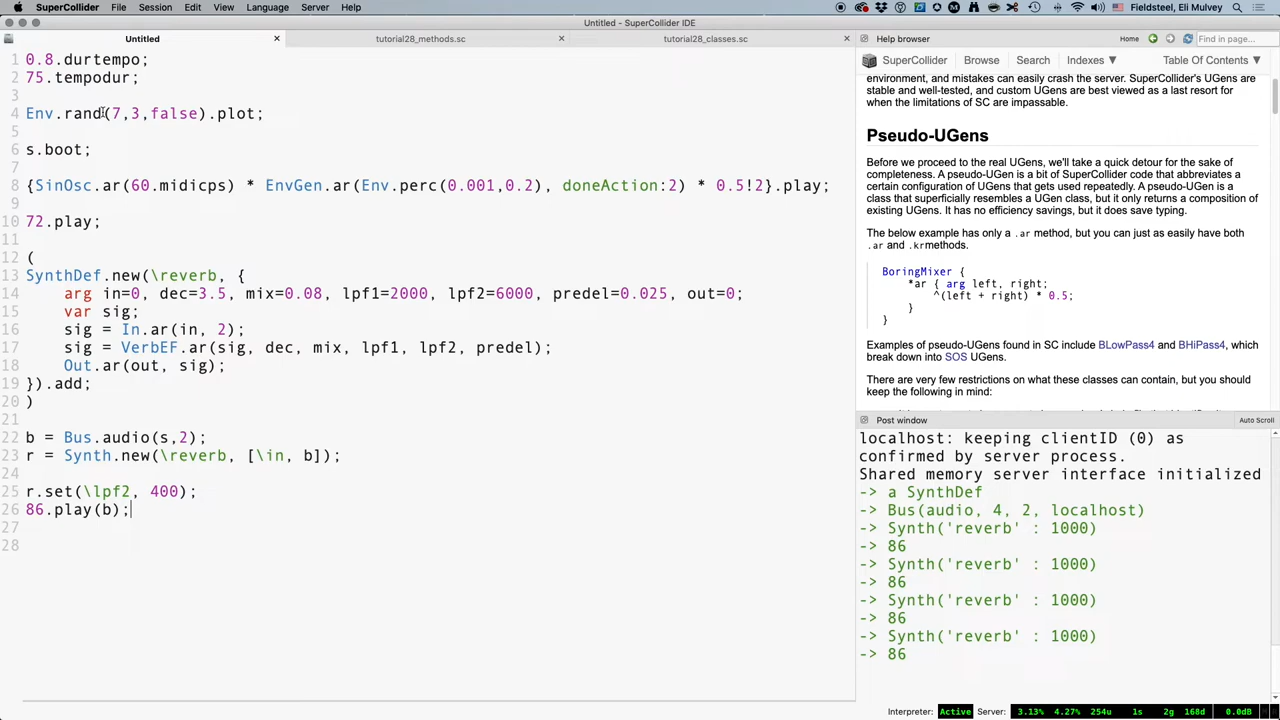 SuperCollider File Session Edit View Language Server Help Fieldsteel, Eli Mulvey
Untitled - SuperCollider IDE
Untitled tutorial28_methods.sc tutorial28_classes.sc
1 0.8.durtempo;
2 75.tempodur;
3
4 Env.rand(7,3,false).plot;
5
6 s.boot;
7
8 {SinOsc.ar(60.midicps) * EnvGen.ar(Env.perc(0.001,0.2), doneAction:2) * 0.5!2}.play;
9
10 72.play;
11
12 (
13 SynthDef.new(\reverb, {
14 arg in=0, dec=3.5, mix=0.08, lpf1=2000, lpf2=6000, predel=0.025, out=0;
15 var sig;
16 sig = In.ar(in, 2);
17 sig = VerbEF.ar(sig, dec, mix, lpf1, lpf2, predel);
18 Out.ar(out, sig);
19 }).add;
20 )
21
22 b = Bus.audio(s,2);
23 r = Synth.new(\reverb, [\in, b]);
24
25 r.set(\lpf2, 400);
26 86.play(b);
27
28
Help browser Home Find in page...
SuperCollider Browse Search Indexes ▼ Table Of Contents ▼
environment, and mistakes can easily crash the server. SuperCollider's UGens are
stable and well-tested, and custom UGens are best viewed as a last resort for
when the limitations of SC are impassable.
Pseudo-UGens
Before we proceed to the real UGens, we'll take a quick detour for the sake of
completeness. A pseudo-UGen is a bit of SuperCollider code that abbreviates a
certain configuration of UGens that gets used repeatedly. A pseudo-UGen is a
class that superficially resembles a UGen class, but it only returns a composition of
existing UGens. It has no efficiency savings, but it does save typing.
The below example has only a .ar method, but you can just as easily have both
.ar and .krmethods.
BoringMixer {
*ar { arg left, right;
^(left + right) * 0.5;
}
}
Examples of pseudo-UGens found in SC include BLowPass4 and BHiPass4, which
break down into SOS UGens.
There are very few restrictions on what these classes can contain, but you should
keep the following in mind:
Post window Auto Scroll
localhost: keeping clientID (0) as
confirmed by server process.
Shared memory server interface initialized
-> a SynthDef
-> Bus(audio, 4, 2, localhost)
-> Synth('reverb' : 1000)
-> 86
-> Synth('reverb' : 1000)
-> 86
-> Synth('reverb' : 1000)
-> 86
-> Synth('reverb' : 1000)
-> 86
Interpreter: Active Server: 3.13% 4.27% 254u 1s 2g 168d 0.0dB